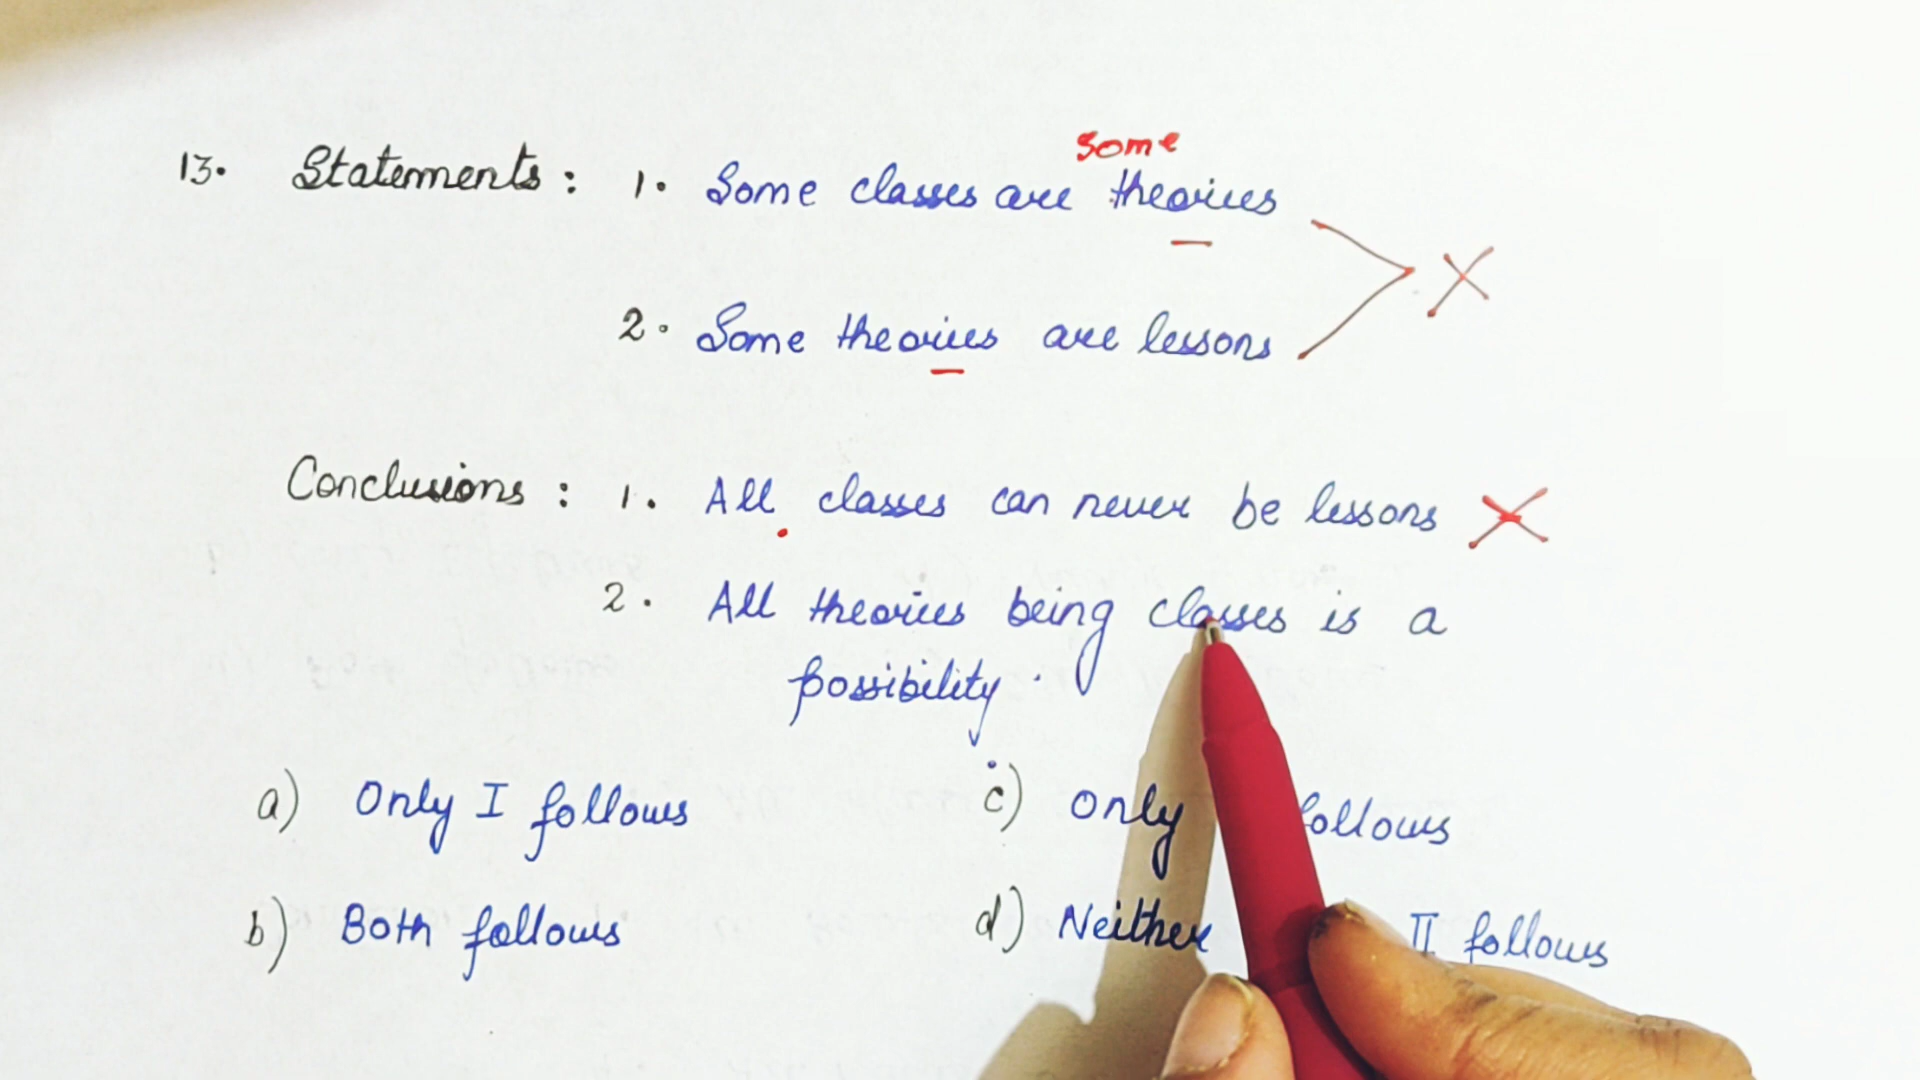 some
13. Statements : 1. Some classes are theories
2. Some theories are lessons
Conclusions : 1. All classes can never be lessons
2. All theories being classes is a
possibility.
a) Only I follows
c) Only follows
b) Both follows
d) Neither II follows